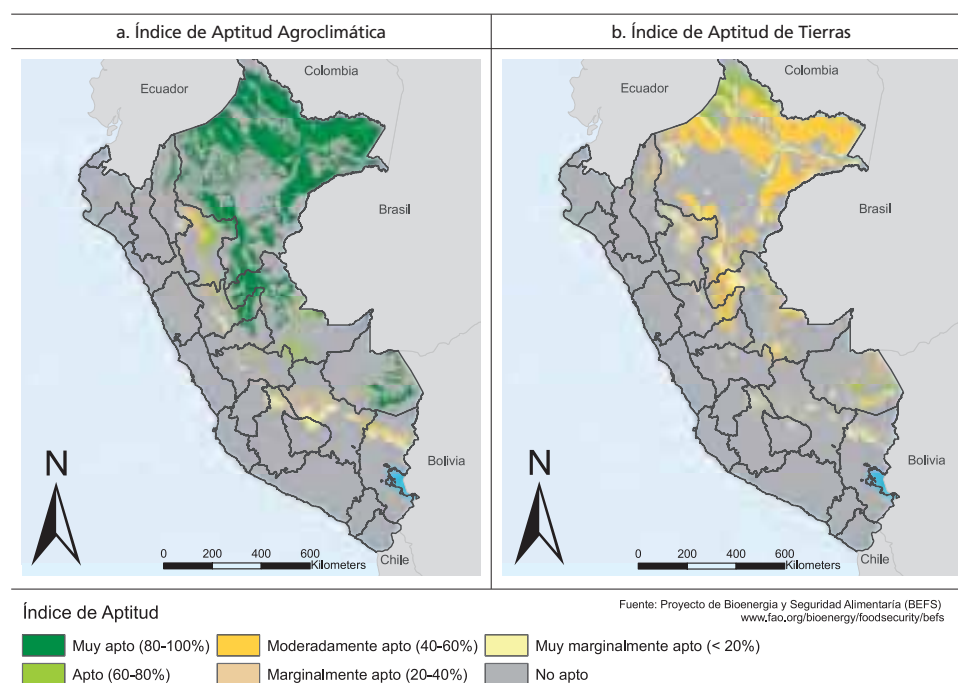 a. Índice de Aptitud Agroclimática
b. Índice de Aptitud de Tierras
Colombia
Ecuador
Brasil
Bolivia
Chile
N
0 200 400 600
Kilometers
Colombia
Ecuador
Brasil
Bolivia
Chile
N
0 200 400 600
Kilometers
Índice de Aptitud
Fuente: Proyecto de Bioenergia y Seguridad Alimentaría (BEFS)
www.fao.org/bioenergy/foodsecurity/befs
Muy apto (80-100%)
Moderadamente apto (40-60%)
Muy marginalmente apto (< 20%)
Apto (60-80%)
Marginalmente apto (20-40%)
No apto